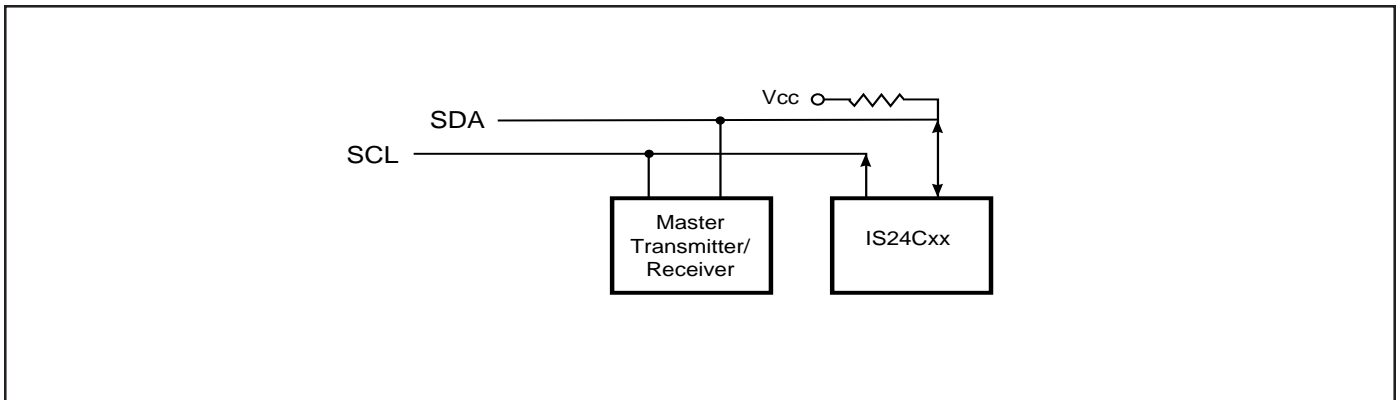 Vcc
SDA
SCL
Master
Transmitter/
Receiver
IS24Cxx